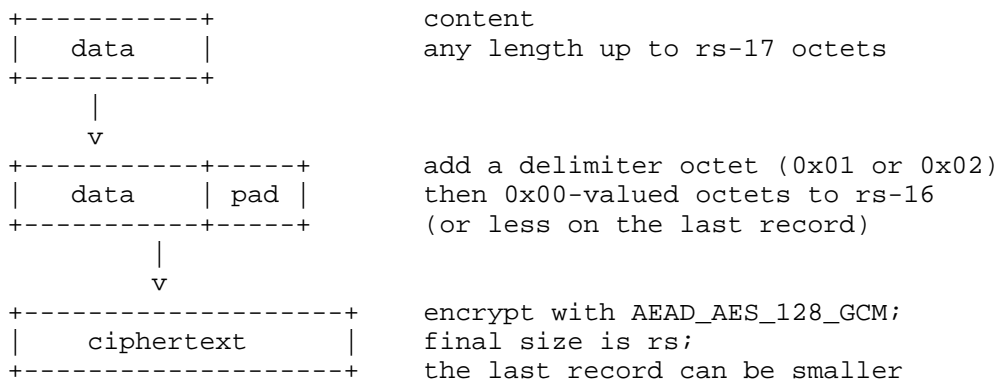 +-----------+             content
|   data    |             any length up to rs-17 octets
+-----------+
     |
     v
+-----------+-----+       add a delimiter octet (0x01 or 0x02)
|   data    | pad |       then 0x00-valued octets to rs-16
+-----------+-----+       (or less on the last record)
         |
         v
+--------------------+    encrypt with AEAD_AES_128_GCM;
|    ciphertext      |    final size is rs;
+--------------------+    the last record can be smaller